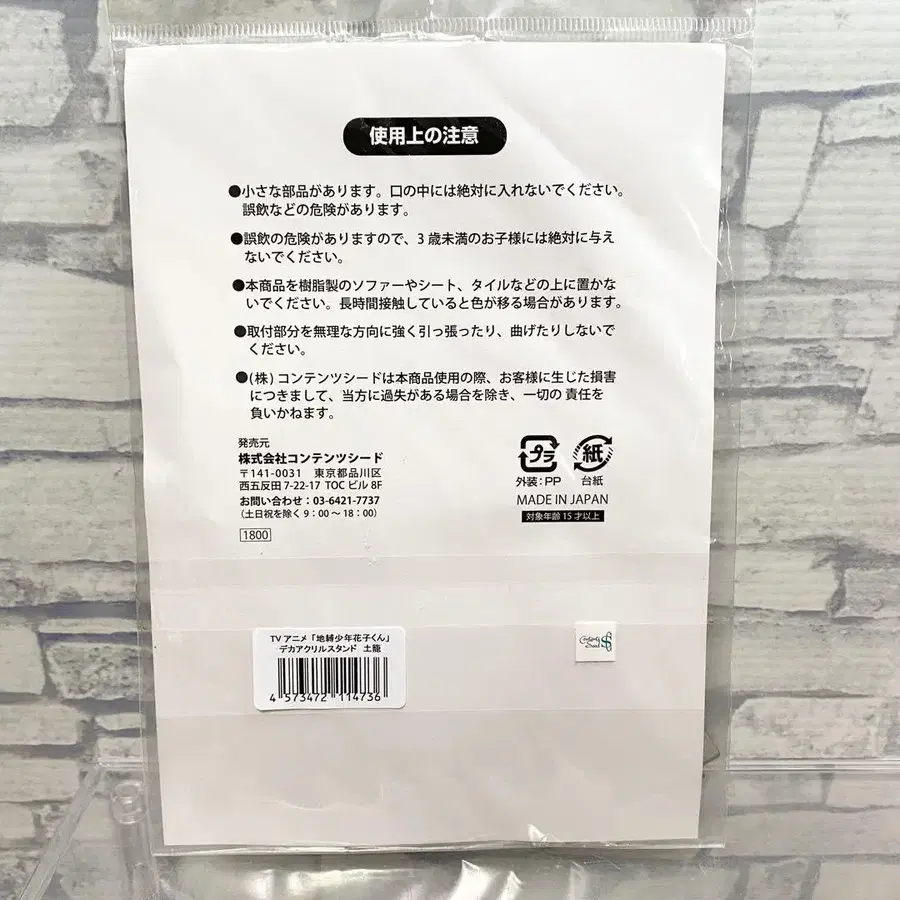 使用上の注意
●小さな部品があります。口の中には絶対に入れないでください。
誤飲などの危険があります。
●誤飲の危険がありますので、3歳未満のお子様には絶対に与え
ないでください。
●本商品を樹脂製のソファーやシート、タイルなどの上に置かな
いでください。長時間接触していると色が移る場合があります。
●取付部分を無理な方向に強く引っ張ったり、曲げたりしないで
ください。
●(株)コンテンツシードは本商品使用の際、お客様に生じた損害
につきまして、当方に過失がある場合を除き、一切の 責任を
負いかねます。
発売元
株式会社コンテンツシード
〒141-0031 東京都品川区
西五反田 7-22-17 TOC ビル 8F
お問い合わせ：03-6421-7737
(土日祝を除く 9：00～18：00)
1800
プラ
外装：PP
紙
台紙
MADE IN JAPAN
対象年齢 15 才以上
TV アニメ「地縛少年花子くん」
デカアクリルスタンド 土籠
4 573472 114736
Contents Seed